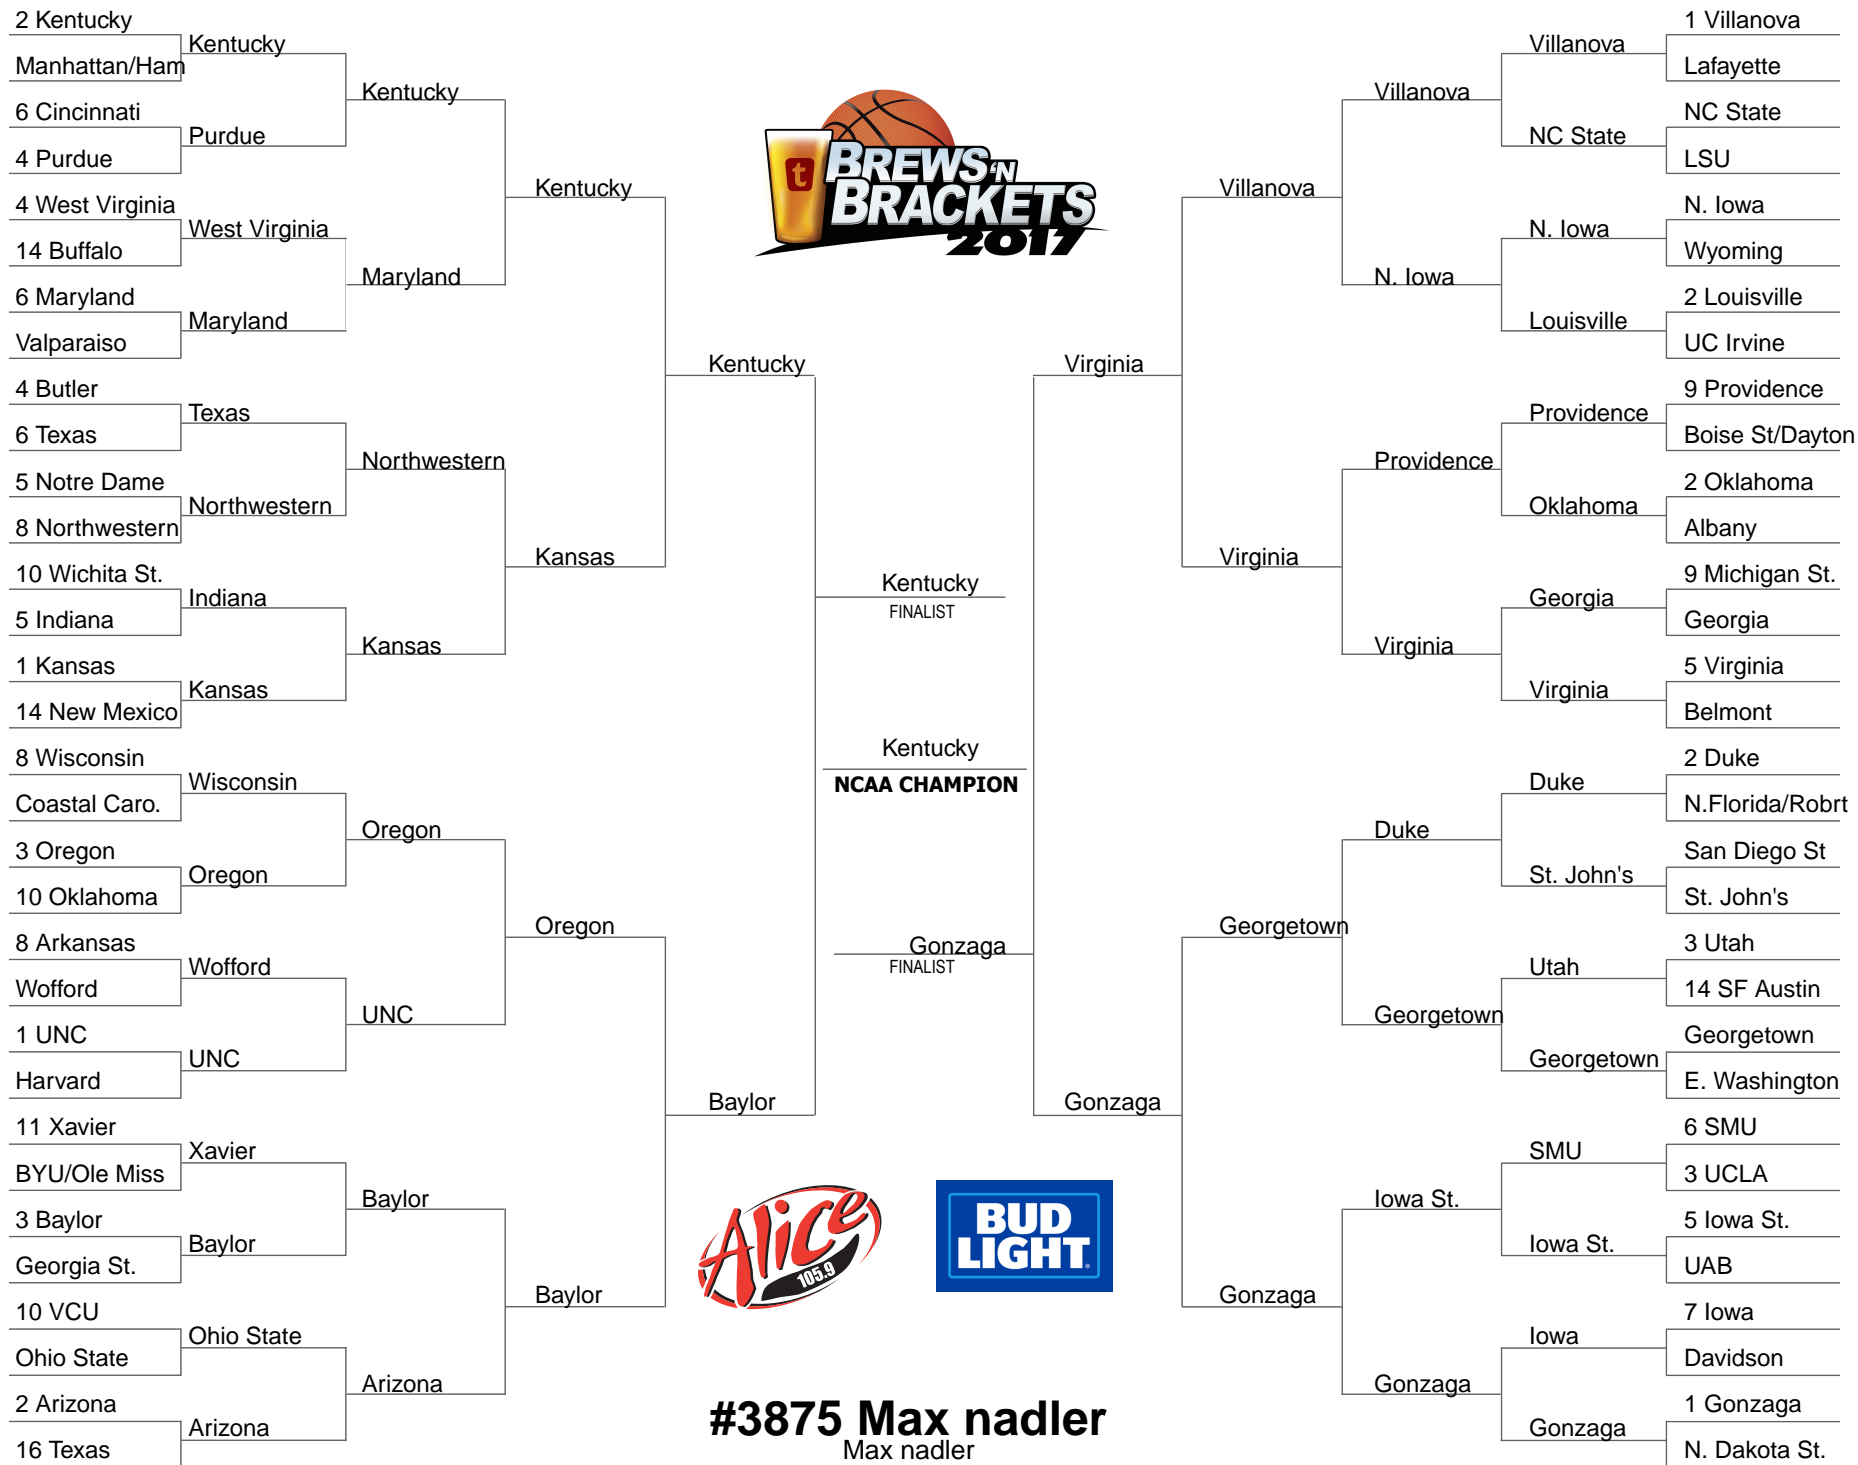 2 Kentucky
Manhattan/Ham
6 Cincinnati
4 Purdue
4 West Virginia
14 Buffalo
6 Maryland
Valparaiso
4 Butler
6 Texas
5 Notre Dame
8 Northwestern
10 Wichita St.
5 Indiana
1 Kansas
14 New Mexico
8 Wisconsin
Coastal Caro.
3 Oregon
10 Oklahoma
8 Arkansas
Wofford
1 UNC
Harvard
11 Xavier
BYU/Ole Miss
3 Baylor
Georgia St.
10 VCU
Ohio State
2 Arizona
16 Texas
Kentucky
Purdue
West Virginia
Maryland
Texas
Northwestern
Indiana
Kansas
Wisconsin
Oregon
Wofford
UNC
Xavier
Baylor
Ohio State
Arizona
Kentucky
Maryland
Northwestern
Kansas
Oregon
UNC
Baylor
Arizona
Kentucky
Kansas
Oregon
Baylor
Kentucky
Baylor
t
BREWS 'N
BRACKETS
2017
Kentucky
FINALIST
Kentucky
NCAA CHAMPION
Gonzaga
FINALIST
Alice
105.9
BUD
LIGHT
#3875 Max nadler
Max nadler
Virginia
Gonzaga
Villanova
Virginia
Georgetown
Gonzaga
Villanova
N. Iowa
Providence
Virginia
Duke
Georgetown
Iowa St.
Gonzaga
Villanova
NC State
N. Iowa
Louisville
Providence
Oklahoma
Georgia
Virginia
Duke
St. John's
Utah
Georgetown
SMU
Iowa St.
Iowa
Gonzaga
1 Villanova
Lafayette
NC State
LSU
N. Iowa
Wyoming
2 Louisville
UC Irvine
9 Providence
Boise St/Dayton
2 Oklahoma
Albany
9 Michigan St.
Georgia
5 Virginia
Belmont
2 Duke
N.Florida/Robrt
San Diego St
St. John's
3 Utah
14 SF Austin
Georgetown
E. Washington
6 SMU
3 UCLA
5 Iowa St.
UAB
7 Iowa
Davidson
1 Gonzaga
N. Dakota St.